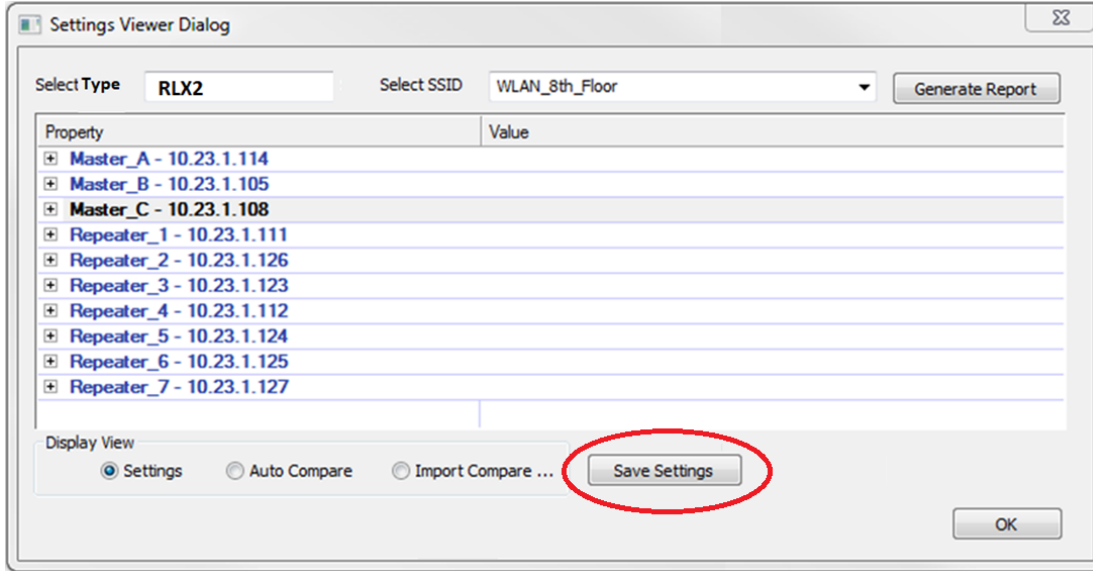 Settings Viewer Dialog
Select Type RLX2 Select SSID WLAN_8th_Floor Generate Report
Property Value
Master_A - 10.23.1.114
Master_B - 10.23.1.105
Master_C - 10.23.1.108
Repeater_1 - 10.23.1.111
Repeater_2 - 10.23.1.126
Repeater_3 - 10.23.1.123
Repeater_4 - 10.23.1.112
Repeater_5 - 10.23.1.124
Repeater_6 - 10.23.1.125
Repeater_7 - 10.23.1.127
Display View
Settings Auto Compare Import Compare ... Save Settings
OK